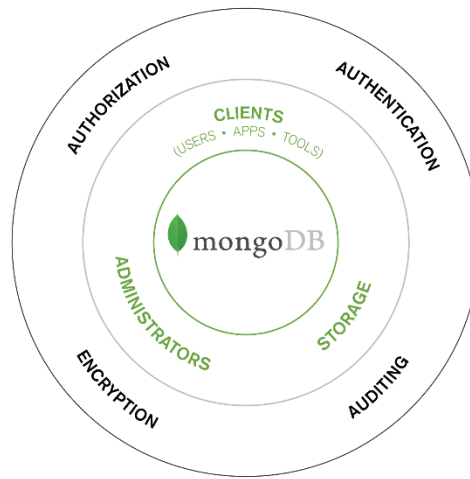 AUTHORIZATION
AUTHENTICATION
CLIENTS
(USERS • APPS • TOOLS)
mongoDB
ADMINISTRATORS
STORAGE
ENCRYPTION
AUDITING